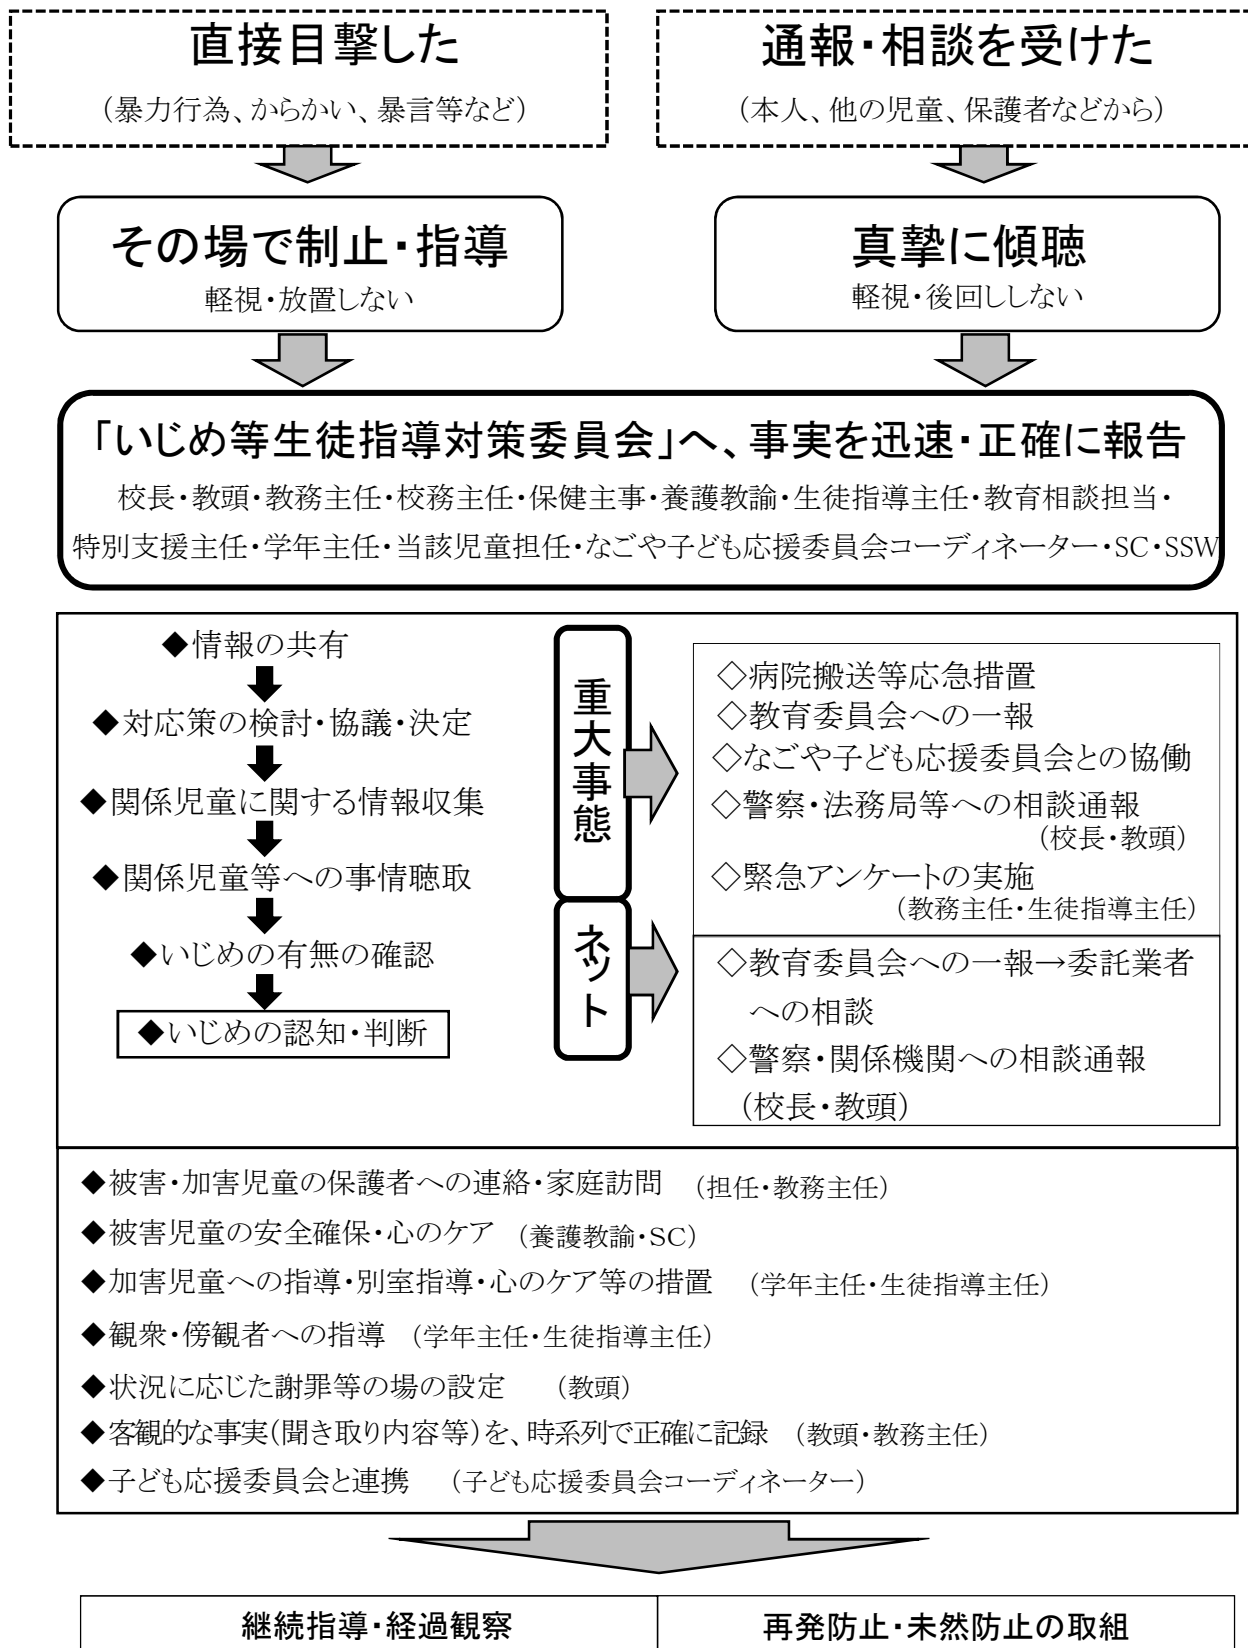 直接目撃した
（暴力行為、からかい、暴言等など）
通報・相談を受けた
（本人、他の児童、保護者などから）
その場で制止・指導
軽視・放置しない
真摯に傾聴
軽視・後回ししない
「いじめ等生徒指導対策委員会」へ、事実を迅速・正確に報告
校長・教頭・教務主任・校務主任・保健主事・養護教諭・生徒指導主任・教育相談担当・
特別支援主任・学年主任・当該児童担任・なごや子ども応援委員会コーディネーター・SC・SSW
◆情報の共有
◆対応策の検討・協議・決定
◆関係児童に関する情報収集
◆関係児童等への事情聴取
◆いじめの有無の確認
◆いじめの認知・判断
重大事態
◇病院搬送等応急措置
◇教育委員会への一報
◇なごや子ども応援委員会との協働
◇警察・法務局等への相談通報
（校長・教頭）
◇緊急アンケートの実施
（教務主任・生徒指導主任）
ネット
◇教育委員会への一報→委託業者
への相談
◇警察・関係機関への相談通報
（校長・教頭）
◆被害・加害児童の保護者への連絡・家庭訪問　（担任・教務主任）
◆被害児童の安全確保・心のケア　（養護教諭・SC）
◆加害児童への指導・別室指導・心のケア等の措置　（学年主任・生徒指導主任）
◆観衆・傍観者への指導　（学年主任・生徒指導主任）
◆状況に応じた謝罪等の場の設定　（教頭）
◆客観的な事実（聞き取り内容等）を、時系列で正確に記録　（教頭・教務主任）
◆子ども応援委員会と連携　（子ども応援委員会コーディネーター）
継続指導・経過観察
再発防止・未然防止の取組